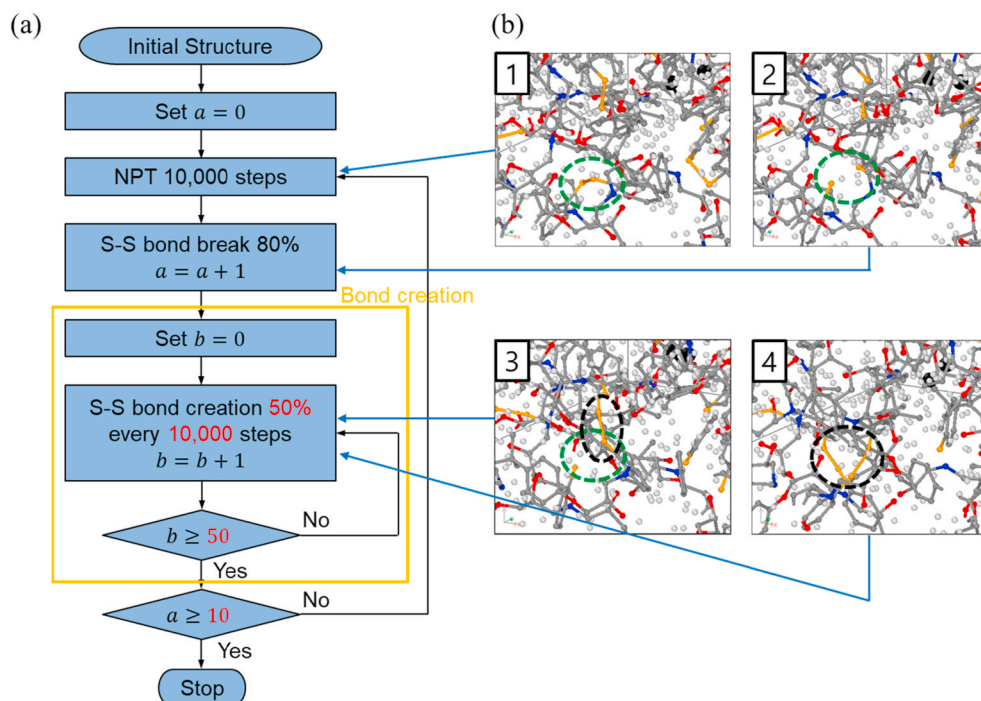 (a)
Initial Structure
Set a = 0
NPT 10,000 steps
S-S bond break 80%
a = a + 1
Bond creation
Set b = 0
S-S bond creation 50%
every 10,000 steps
b = b + 1
b ≥ 50
No
Yes
a ≥ 10
No
Yes
Stop
(b)
1
2
3
4